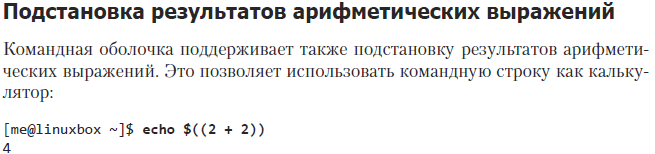 Подстановка результатов арифметических выражений
Командная оболочка поддерживает также подстановку результатов арифмети-
ческих выражений. Это позволяет использовать командную строку как кальку-
лятор:
[me@linuxbox ~]$ echo $((2 + 2))
4